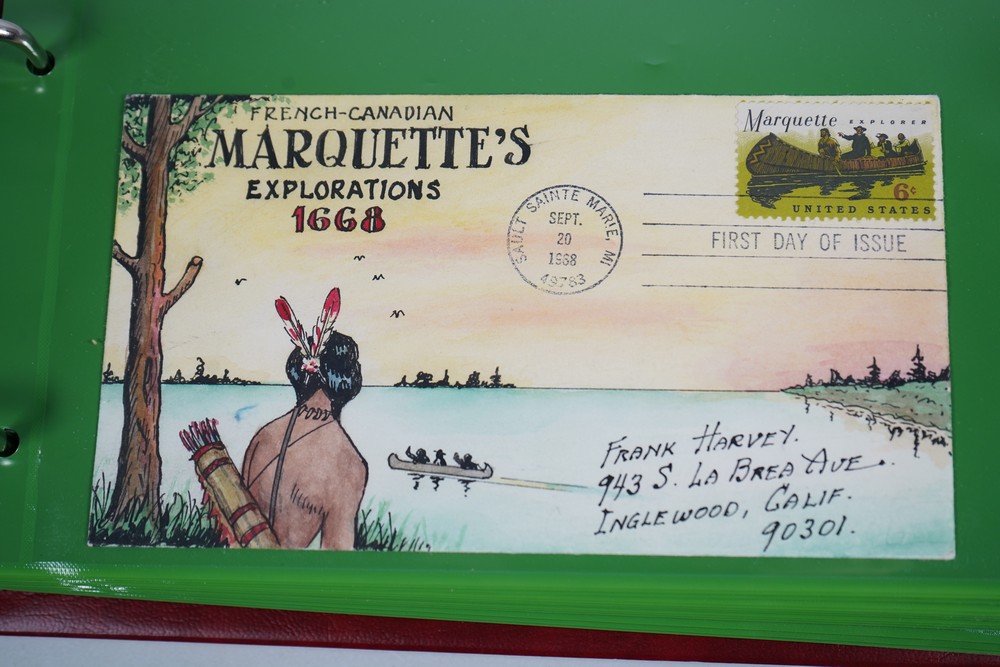 FRENCH-CANADIAN
MARQUETTE'S
EXPLORATIONS
1668
Marquette EXPLORER
6¢
UNITED STATES
SAULT SAINTE MARIE, MI
SEPT.
20
1968
49783
FIRST DAY OF ISSUE
FRANK HARVEY.
943 S. LA BREA AVE.
INGLEWOOD, CALIF.
90301.